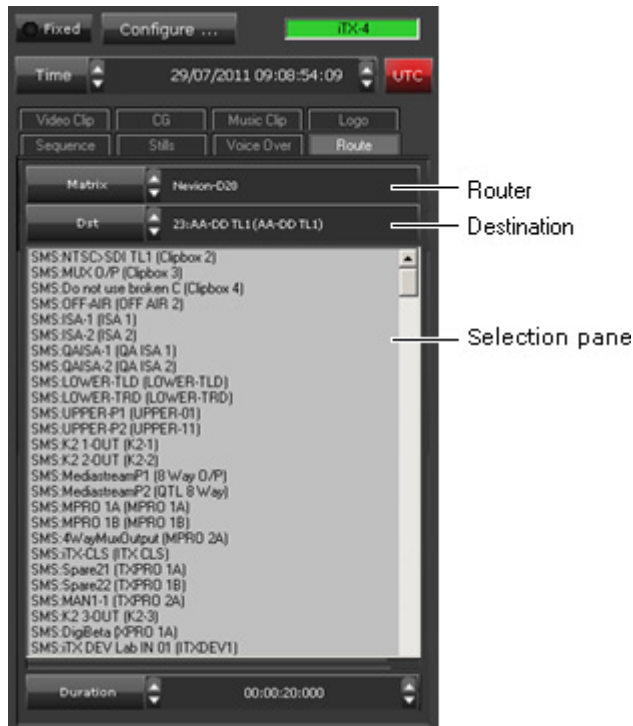 Fixed Configure ... iTX-4
Time 29/07/2011 09:08:54:09 UTC
Video Clip CG Music Clip Logo
Sequence Stills Voice Over Route
Matrix Nevion-D28 Router
Dst 23:AA-DD TL1(AA-DD TL1) Destination
SMS:NTSC>SDI TL1 (Clipbox 2)
SMS:MUX O/P (Clipbox 3)
SMS:Do not use broken C (Clipbox 4)
SMS:OFF-AIR (OFF AIR 2)
SMS:ISA-1 (ISA 1)
SMS:ISA-2 (ISA 2)
Selection pane
SMS:QAISA-1 (QA ISA 1)
SMS:QAISA-2 (QA ISA 2)
SMS:LOWER-TLD (LOWER-TLD)
SMS:LOWER-TRD (LOWER-TRD)
SMS:UPPER-P1 (UPPER-01)
SMS:UPPER-P2 (UPPER-11)
SMS:K2 1-OUT (K2-1)
SMS:K2 2-OUT (K2-2)
SMS:MediastreamP1 (8 Way O/P)
SMS:MediastreamP2 (QTL 8 Way)
SMS:MPRO 1A (MPRO 1A)
SMS:MPRO 1B (MPRO 1B)
SMS:4WayMuxOutput (MPRO 2A)
SMS:iTX-CLS (ITX CLS)
SMS:Spare21 (TXPRO 1A)
SMS:Spare22 (TXPRO 1B)
SMS:MAN1-1 (TXPRO 2A)
SMS:K2 3-OUT (K2-3)
SMS:DigiBeta (XPRO 1A)
SMS:iTX DEV Lab IN 01 (ITXDEV1)
Duration 00:00:20:000